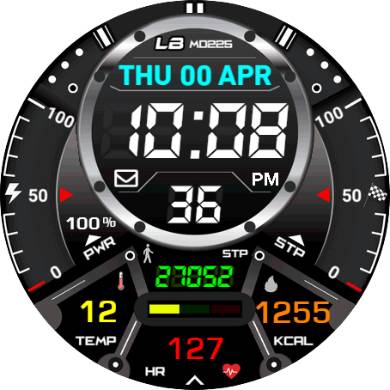 LB MD225
THU 00 APR
10:08
36 PM
100 100
50 50
0 0
100%
PWR STP
STP
27052
12 1255
TEMP KCAL
127
HR